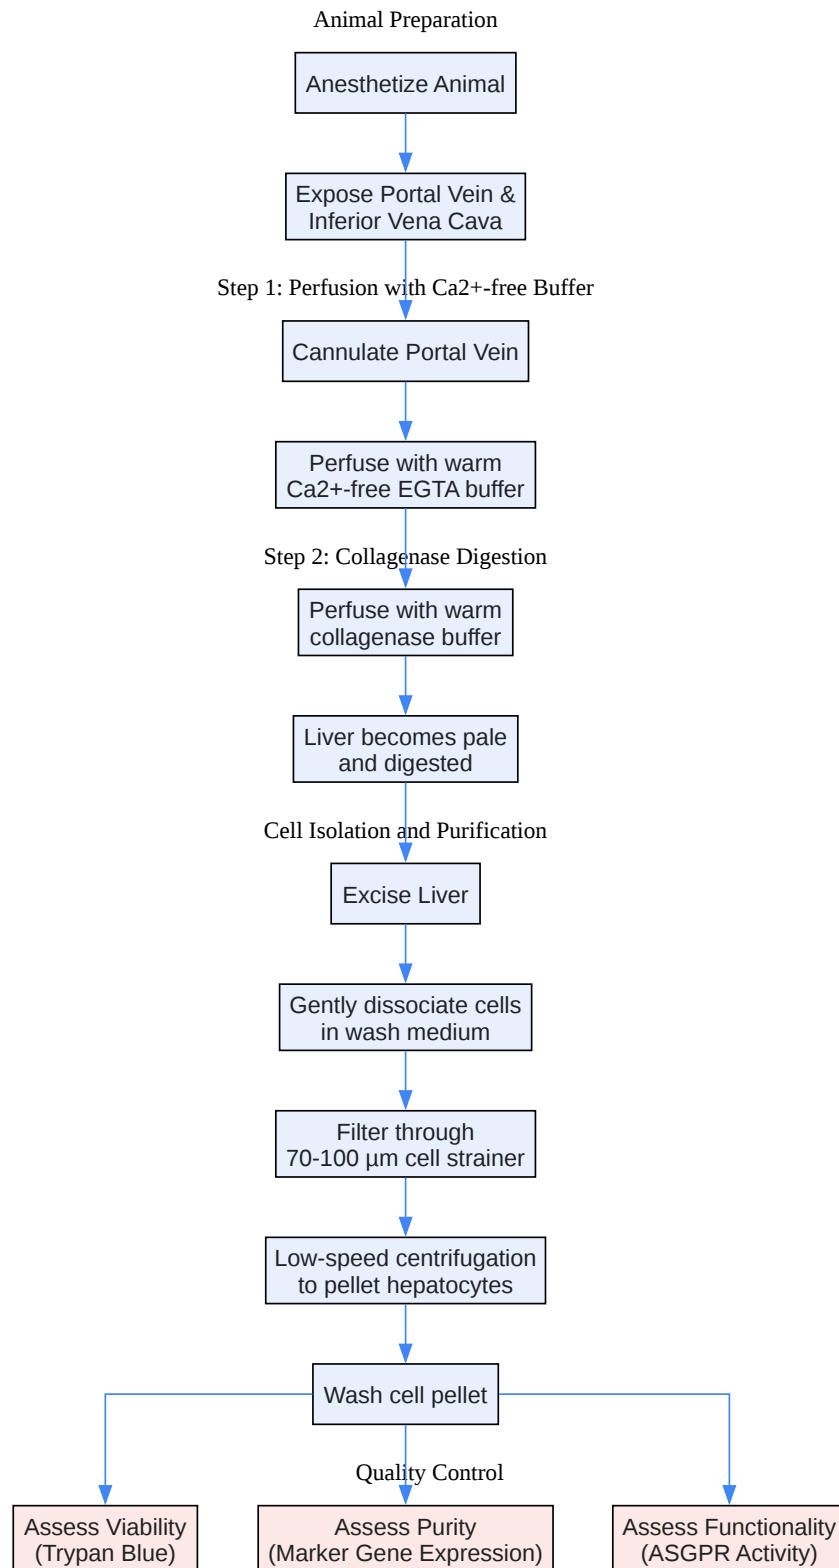 Animal Preparation
Anesthetize Animal
Expose Portal Vein &
Inferior Vena Cava
Step 1: Perfusion with Ca2+-free Buffer
Cannulate Portal Vein
Perfuse with warm
Ca2+-free EGTA buffer
Step 2: Collagenase Digestion
Perfuse with warm
collagenase buffer
Liver becomes pale
and digested
Cell Isolation and Purification
Excise Liver
Gently dissociate cells
in wash medium
Filter through
70-100 µm cell strainer
Low-speed centrifugation
to pellet hepatocytes
Wash cell pellet
Quality Control
Assess Viability
(Trypan Blue)
Assess Purity
(Marker Gene Expression)
Assess Functionality
(ASGPR Activity)